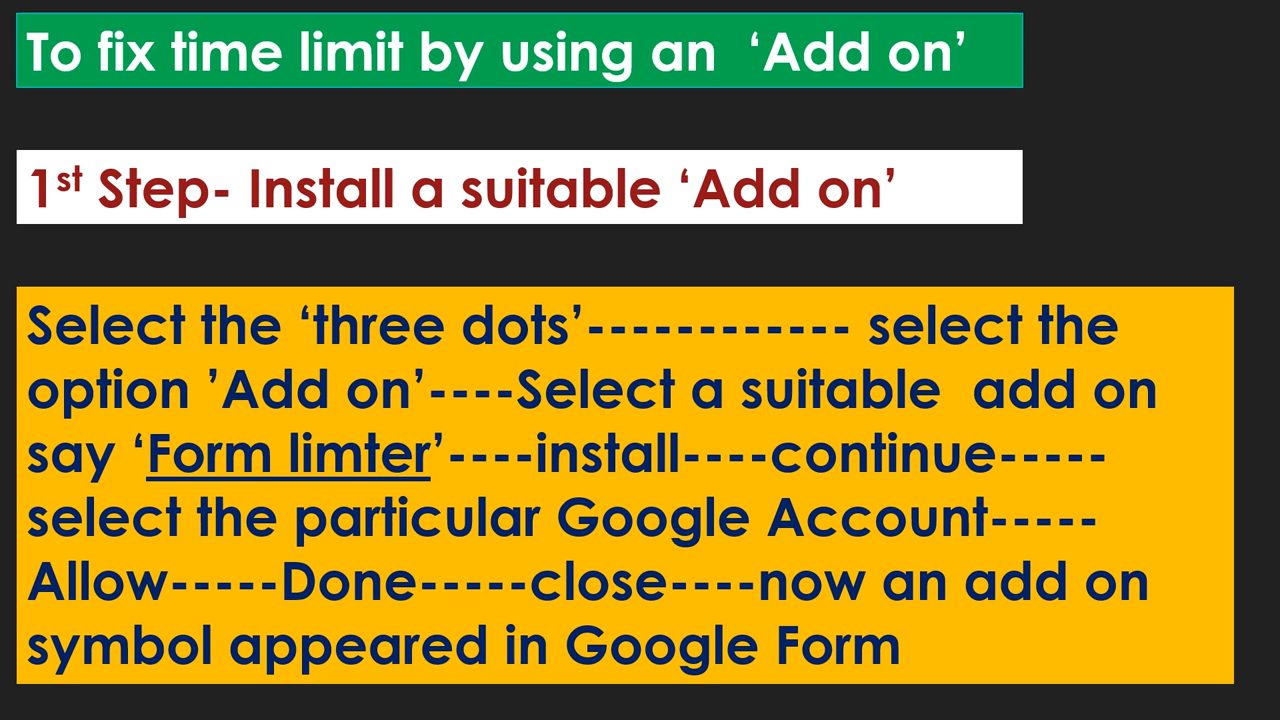 To fix time limit by using an  ‘Add on’
1st Step- Install a suitable ‘Add on’
Select the ‘three dots’------------ select the
option ’Add on’----Select a suitable  add on
say ‘Form limter’----install----continue-----
select the particular Google Account-----
Allow-----Done-----close----now an add on
symbol appeared in Google Form